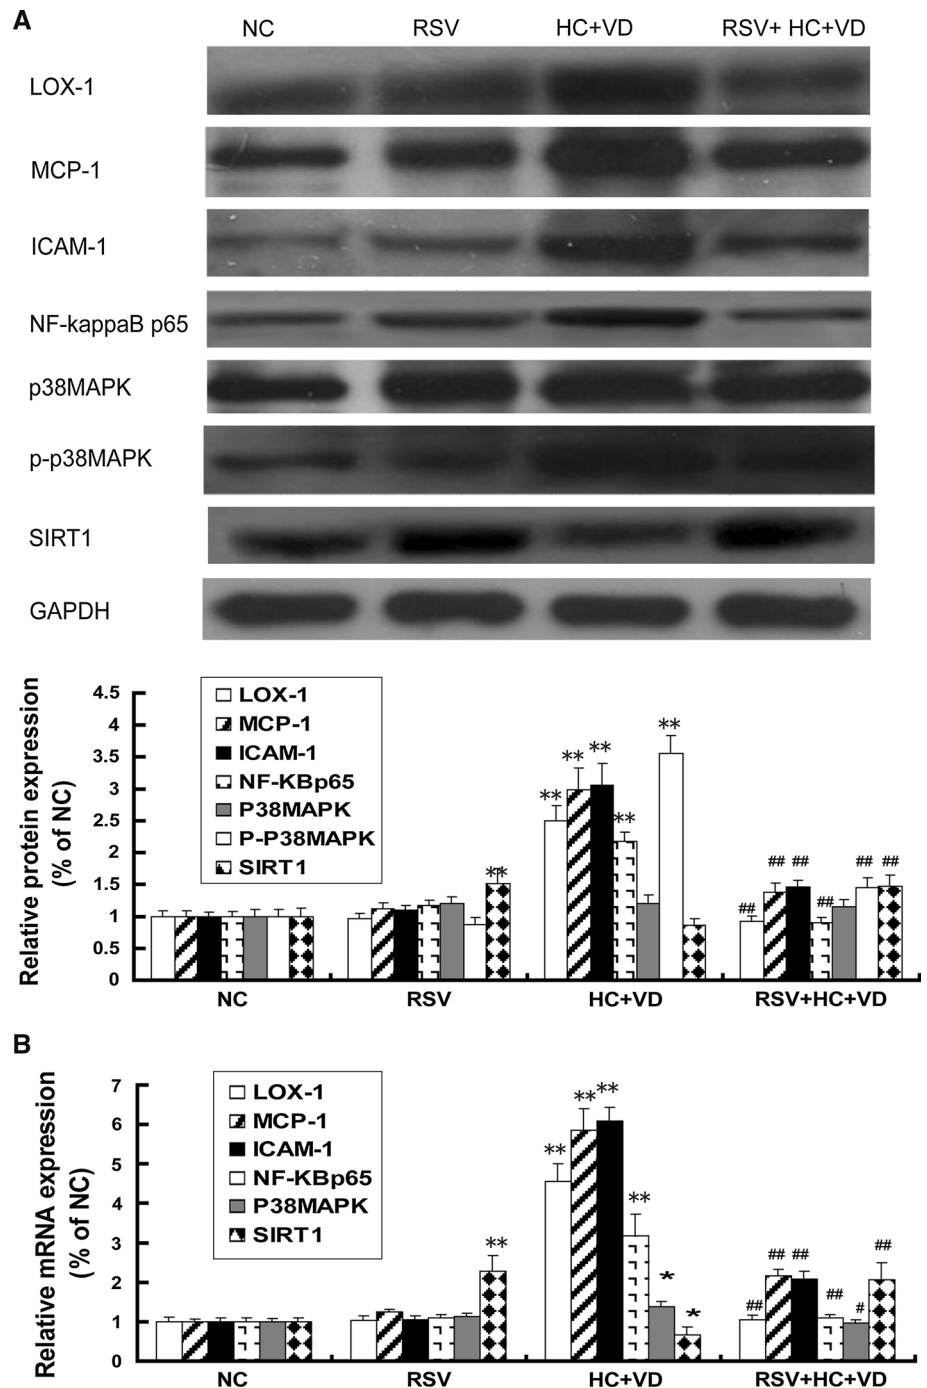 A
NC RSV HC+VD RSV+ HC+VD
LOX-1
MCP-1
ICAM-1
NF-kappaB p65
p38MAPK
p-p38MAPK
SIRT1
GAPDH
Relative protein expression
(% of NC)
4.5
4
3.5
3
2.5
2
1.5
1
0.5
0
LOX-1
MCP-1
ICAM-1
NF-KBp65
P38MAPK
P-P38MAPK
SIRT1
**
** ** ** ** **
## ## ## ## ## ##
NC RSV HC+VD RSV+HC+VD
B
Relative mRNA expression
(% of NC)
7
6
5
4
3
2
1
0
LOX-1
MCP-1
ICAM-1
NF-KBp65
P38MAPK
SIRT1
**
** ** ** ** * *
## ## ## ## # ##
NC RSV HC+VD RSV+HC+VD